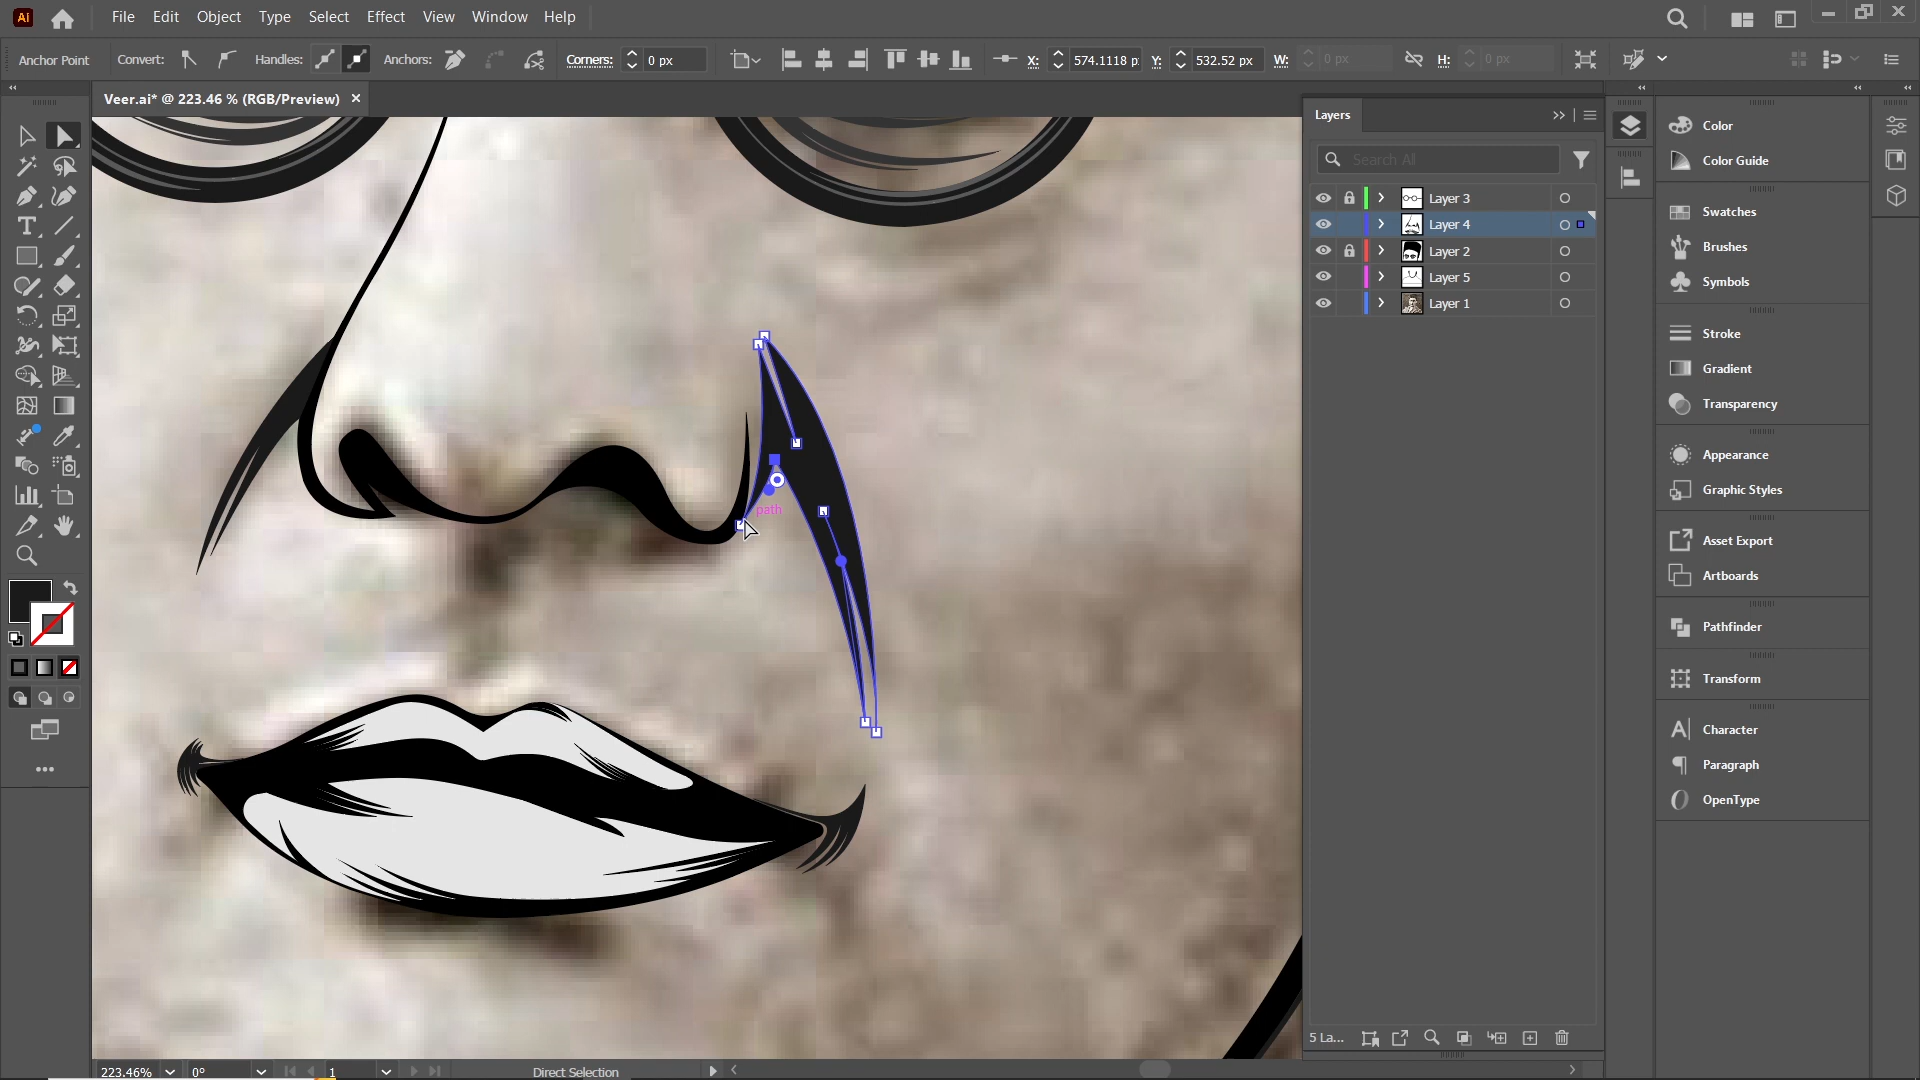 Ai File Edit Object Type Select Effect View Window Help
Anchor Point Convert: Handles: Anchors: Corners: 0 px X: 574.1118 p Y: 532.52 px W: 0 px H: 0 px
Veer.ai* @ 223.46 % (RGB/Preview) ×
Layers
Search All
Layer 3
Layer 4
Layer 2
Layer 5
Layer 1
Color
Color Guide
Swatches
Brushes
Symbols
Stroke
Gradient
Transparency
Appearance
Graphic Styles
Asset Export
Artboards
Pathfinder
Transform
Character
Paragraph
OpenType
path
5 La...
223.46% 0° 1 Direct Selection